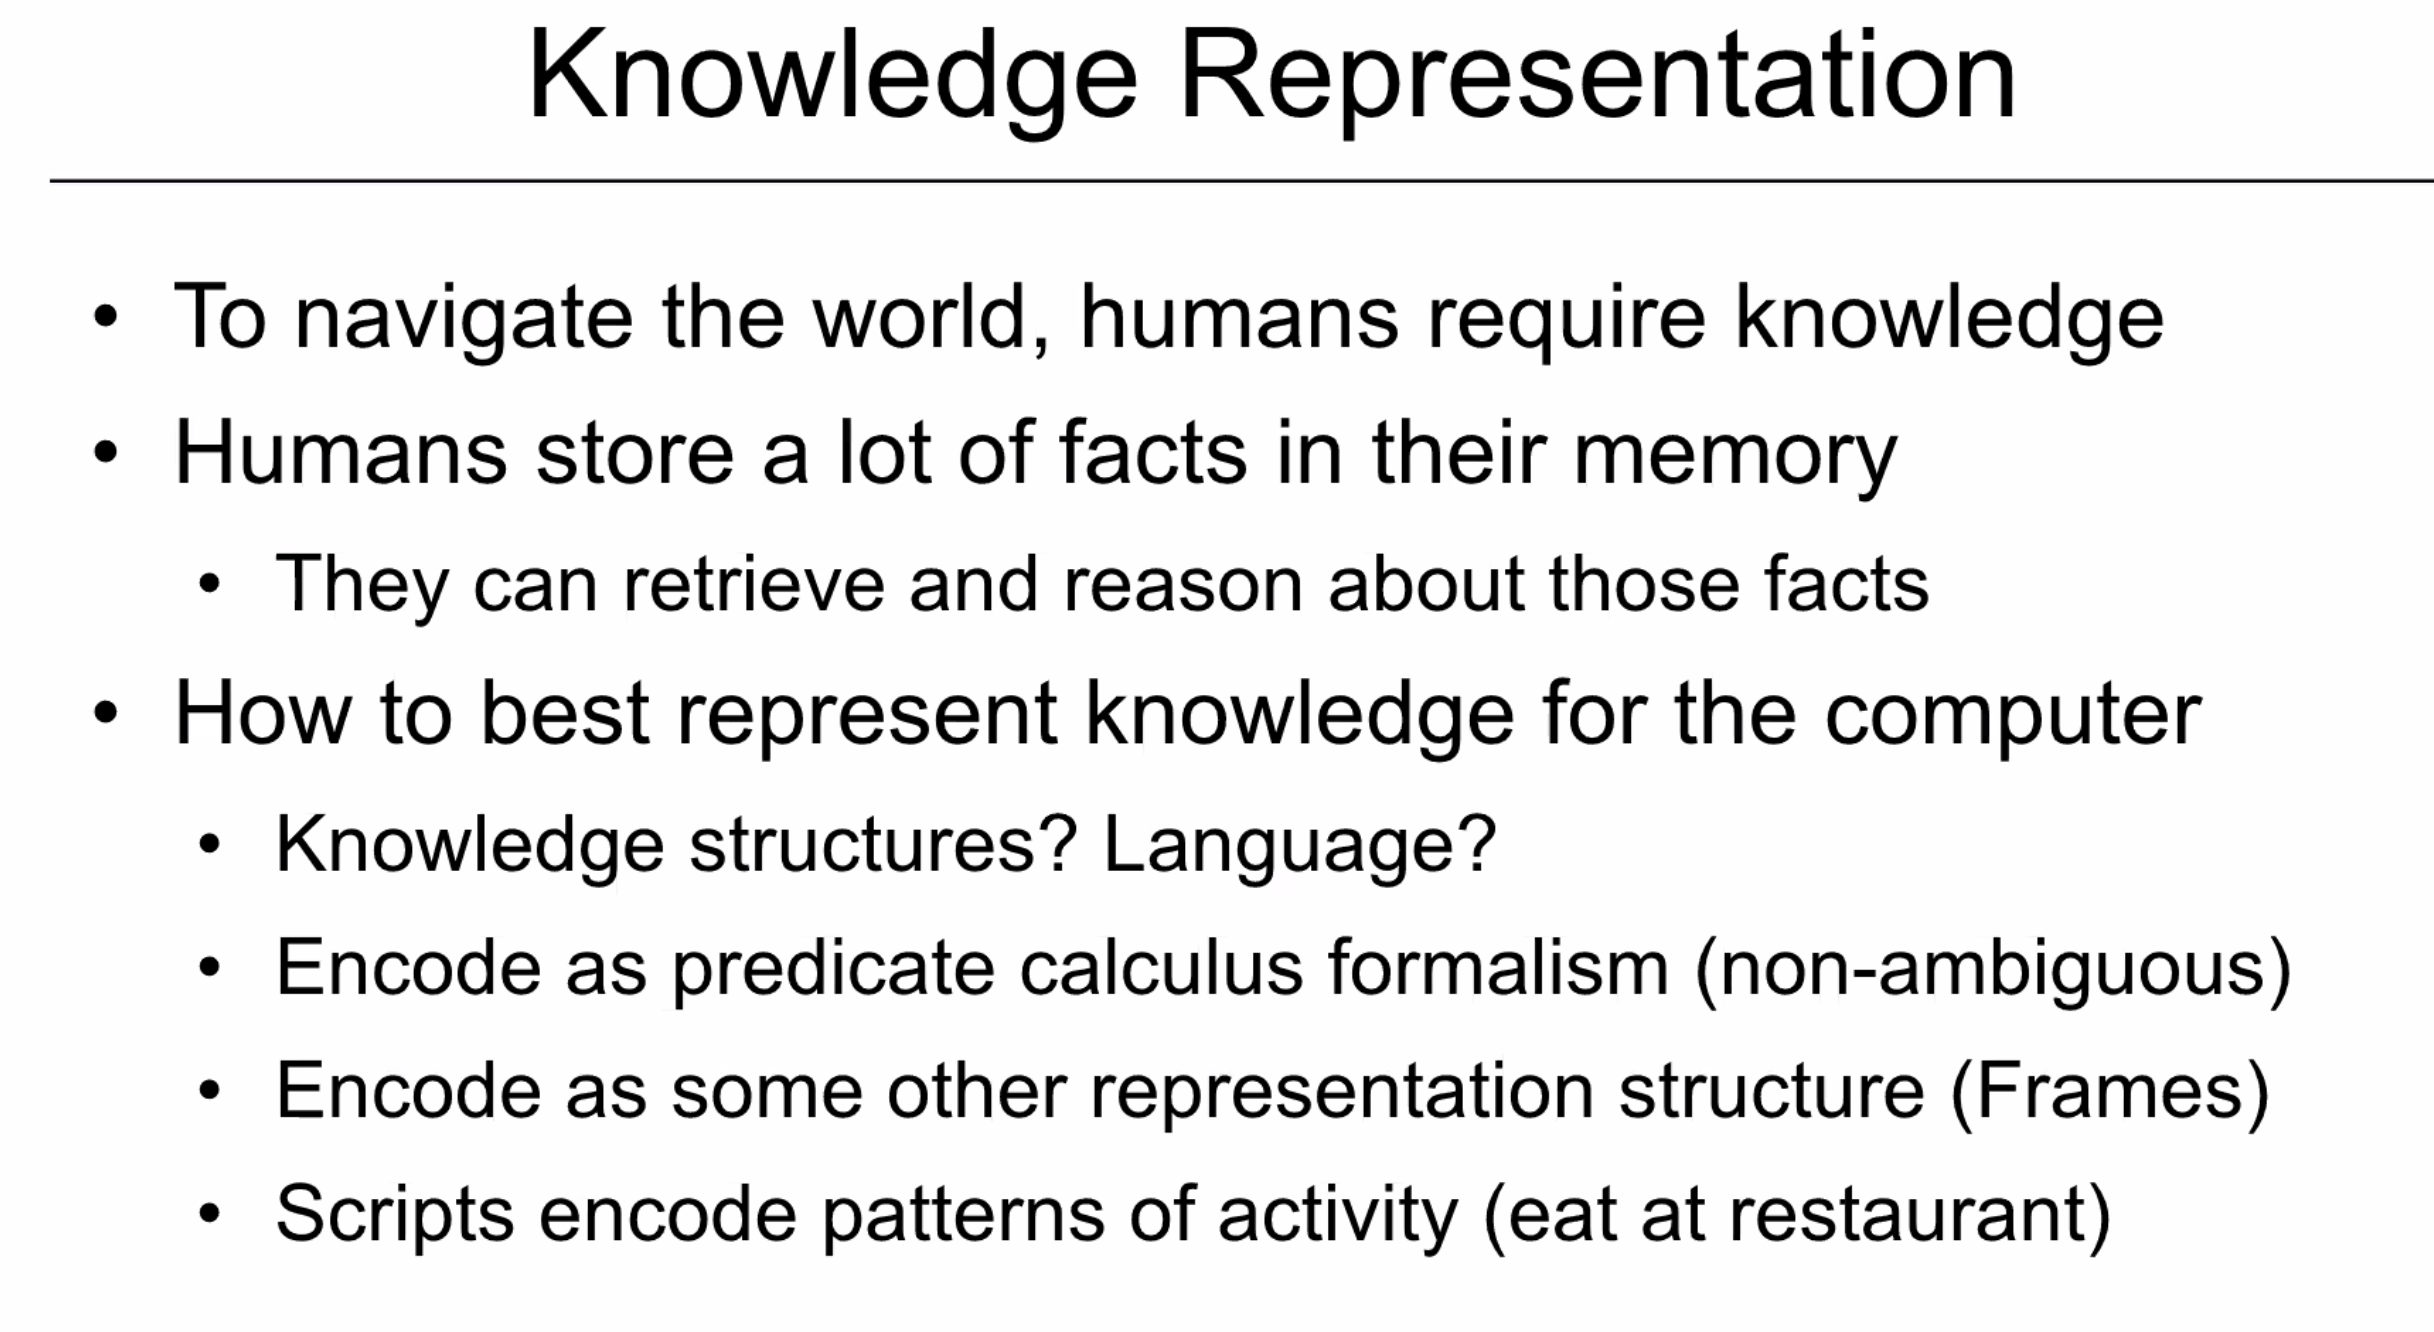 Knowledge Representation
• To navigate the world, humans require knowledge
• Humans store a lot of facts in their memory
• They can retrieve and reason about those facts
• How to best represent knowledge for the computer
• Knowledge structures? Language?
• Encode as predicate calculus formalism (non-ambiguous)
• Encode as some other representation structure (Frames)
• Scripts encode patterns of activity (eat at restaurant)